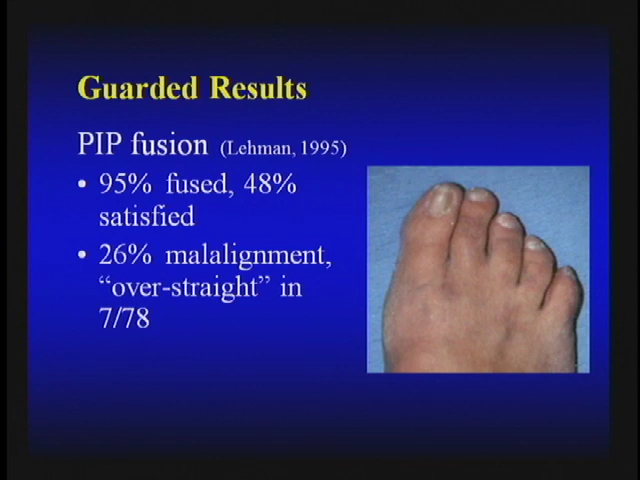 Guarded Results
PIP fusion (Lehman, 1995)
• 95% fused, 48%
satisfied
• 26% malalignment,
“over-straight” in
7/78